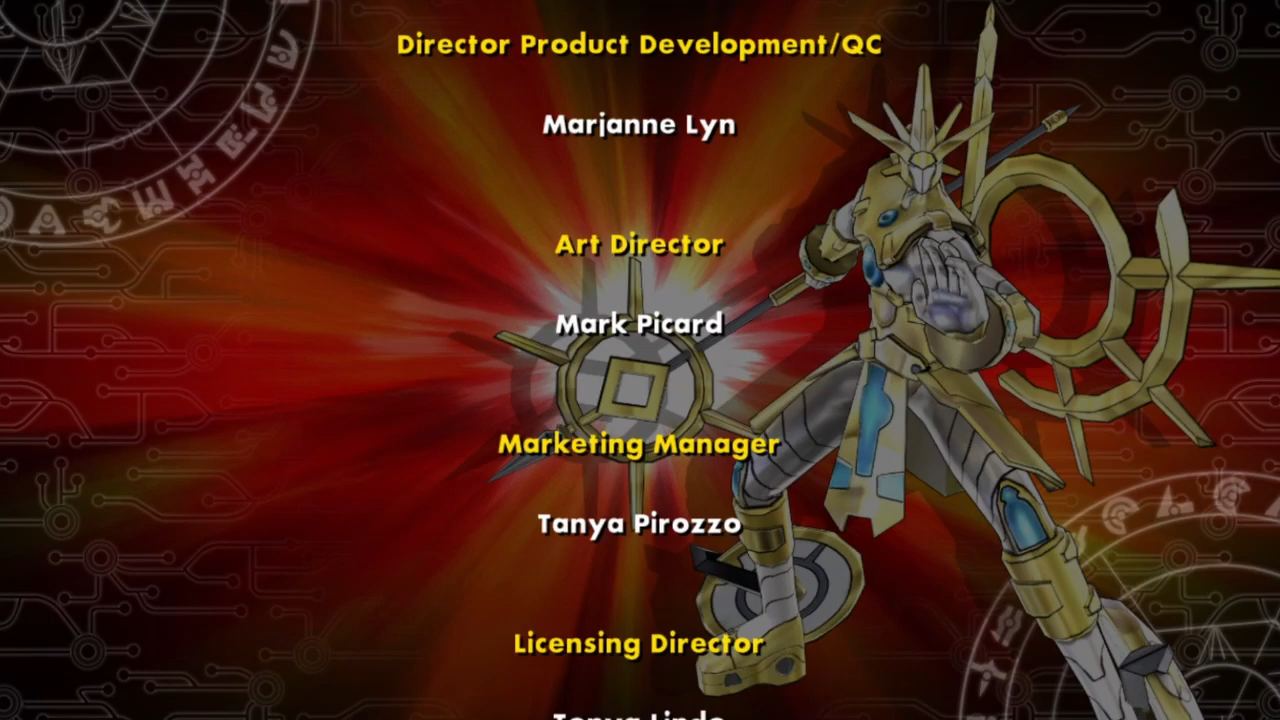 Director Product Development/QC
Marjanne Lyn
Art Director
Mark Picard
Marketing Manager
Tanya Pirozzo
Licensing Director